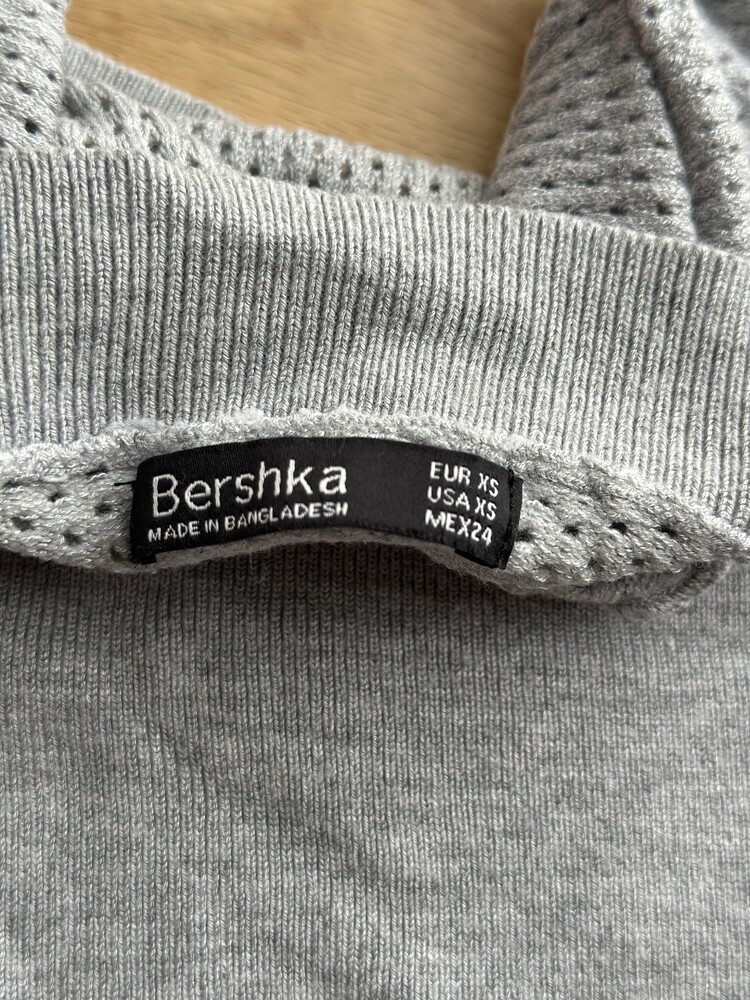 Bershka
MADE IN BANGLADESH
EUR XS
USA XS
MEX24